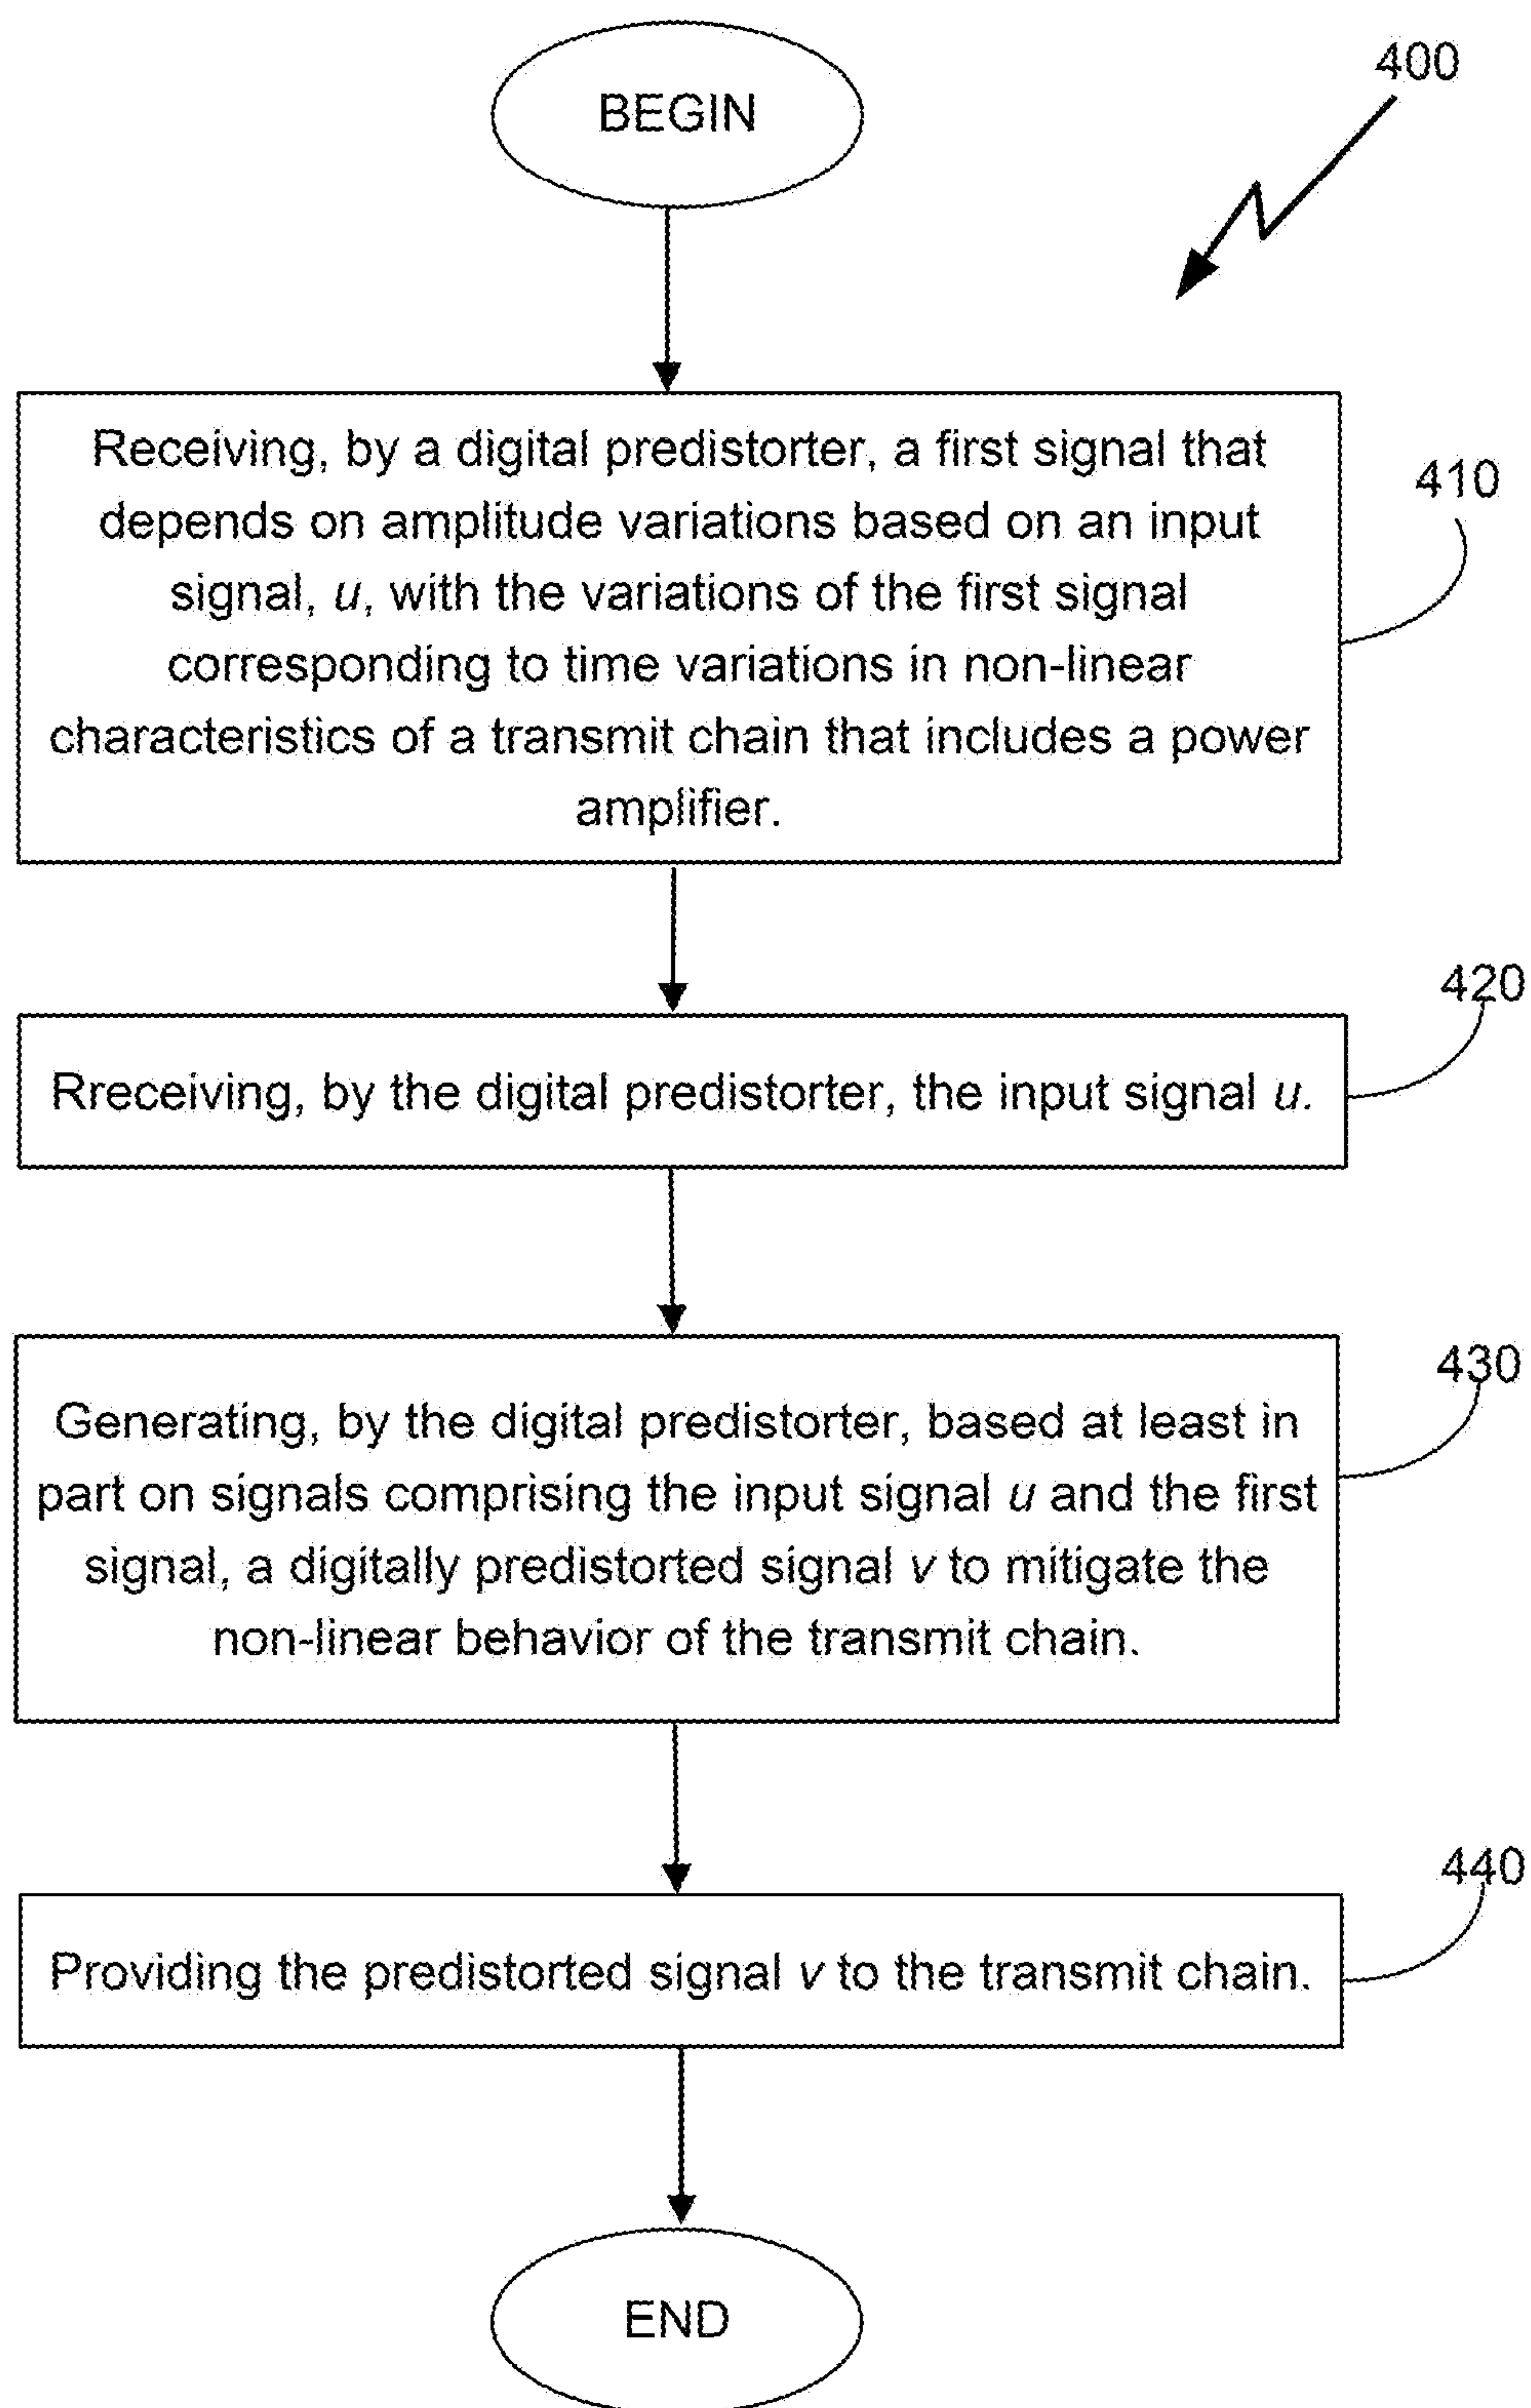 BEGIN
400
Receiving, by a digital predistorter, a first signal that
depends on amplitude variations based on an input
signal, u, with the variations of the first signal
corresponding to time variations in non-linear
characteristics of a transmit chain that includes a power
amplifier.
410
420
Rreceiving, by the digital predistorter, the input signal u.
430
Generating, by the digital predistorter, based at least in
part on signals comprising the input signal u and the first
signal, a digitally predistorted signal v to mitigate the
non-linear behavior of the transmit chain.
440
Providing the predistorted signal v to the transmit chain.
END